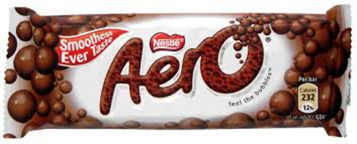 Smoothest
Ever Taste
Nestlé
Aero®
feel the bubbles
Per bar
Calories
232
12%